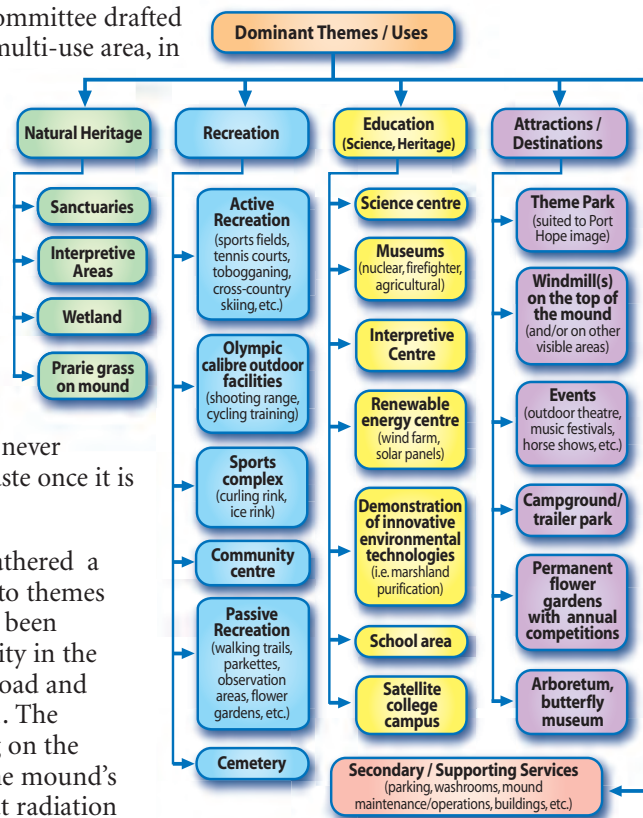 ommittee drafted
multi-use area, in
never
aste once it is
athered a
to themes
been
ity in the
oad and
. The
g on the
ne mound's
at radiation
Dominant Themes / Uses
Natural Heritage
Sanctuaries
Interpretive
Areas
Wetland
Prarie grass
on mound
Recreation
Active
Recreation
(sports fields,
tennis courts,
tobogganing,
cross-country
skiing, etc.)
Olympic
calibre outdoor
facilities
(shooting range,
cycling training)
Sports
complex
(curling rink,
ice rink)
Community
centre
Passive
Recreation
(walking trails,
parkettes,
observation
areas, flower
gardens, etc.)
Cemetery
Education
(Science, Heritage)
Science centre
Museums
(nuclear, firefighter,
agricultural)
Interpretive
Centre
Renewable
energy centre
(wind farm,
solar panels)
Demonstration
of innovative
environmental
technologies
(i.e. marshland
purification)
School area
Satellite
college
campus
Attractions /
Destinations
Theme Park
(suited to Port
Hope image)
Windmill(s)
on the top of
the mound
(and/or on other
visible areas)
Events
(outdoor theatre,
music festivals,
horse shows, etc.)
Campground/
trailer park
Permanent
flower
gardens
with annual
competitions
Arboretum,
butterfly
museum
Secondary / Supporting Services
(parking, washrooms, mound
maintenance/operations, buildings, etc.)